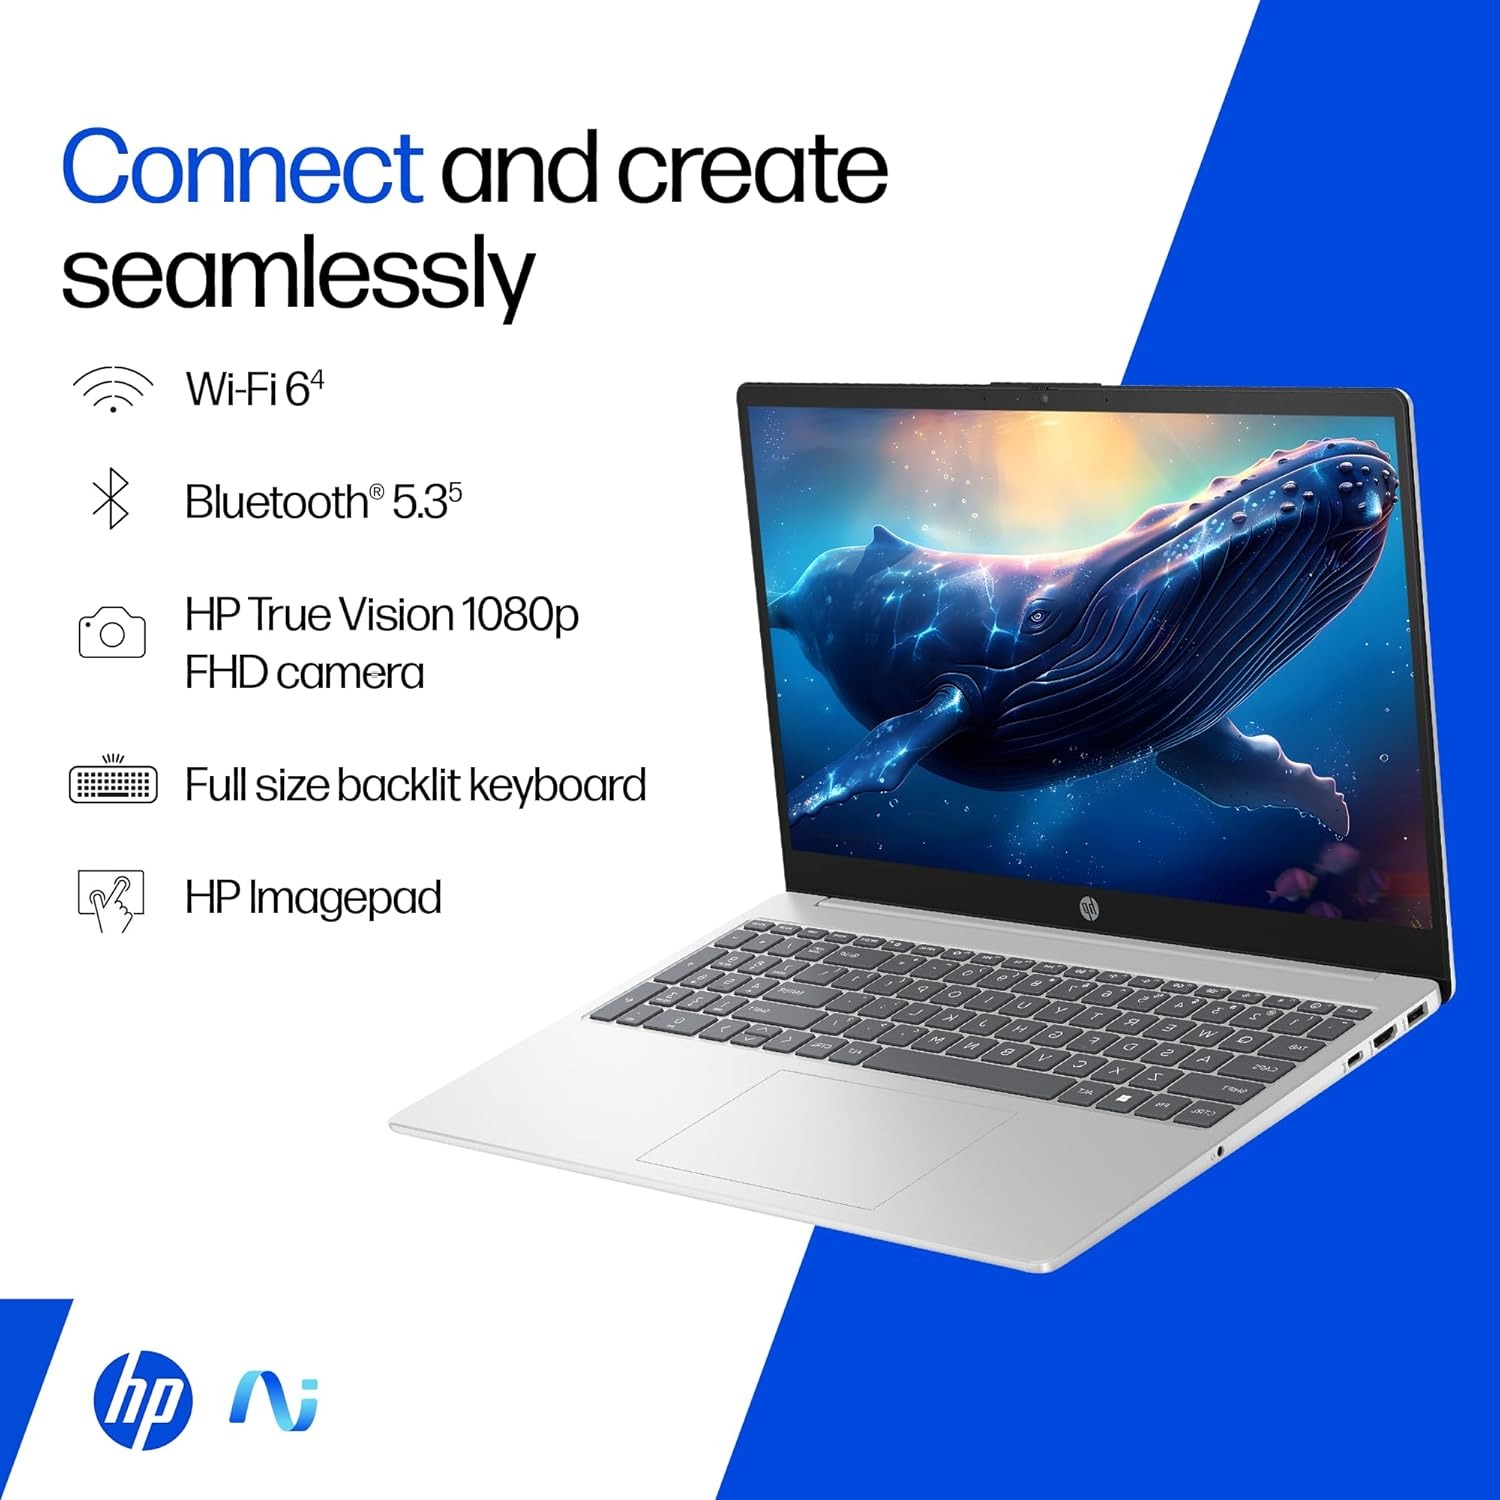 Connect and create
seamlessly
Wi-Fi 6⁴
Bluetooth® 5.3⁵
HP True Vision 1080p
FHD camera
Full size backlit keyboard
HP Imagepad
hp
hp